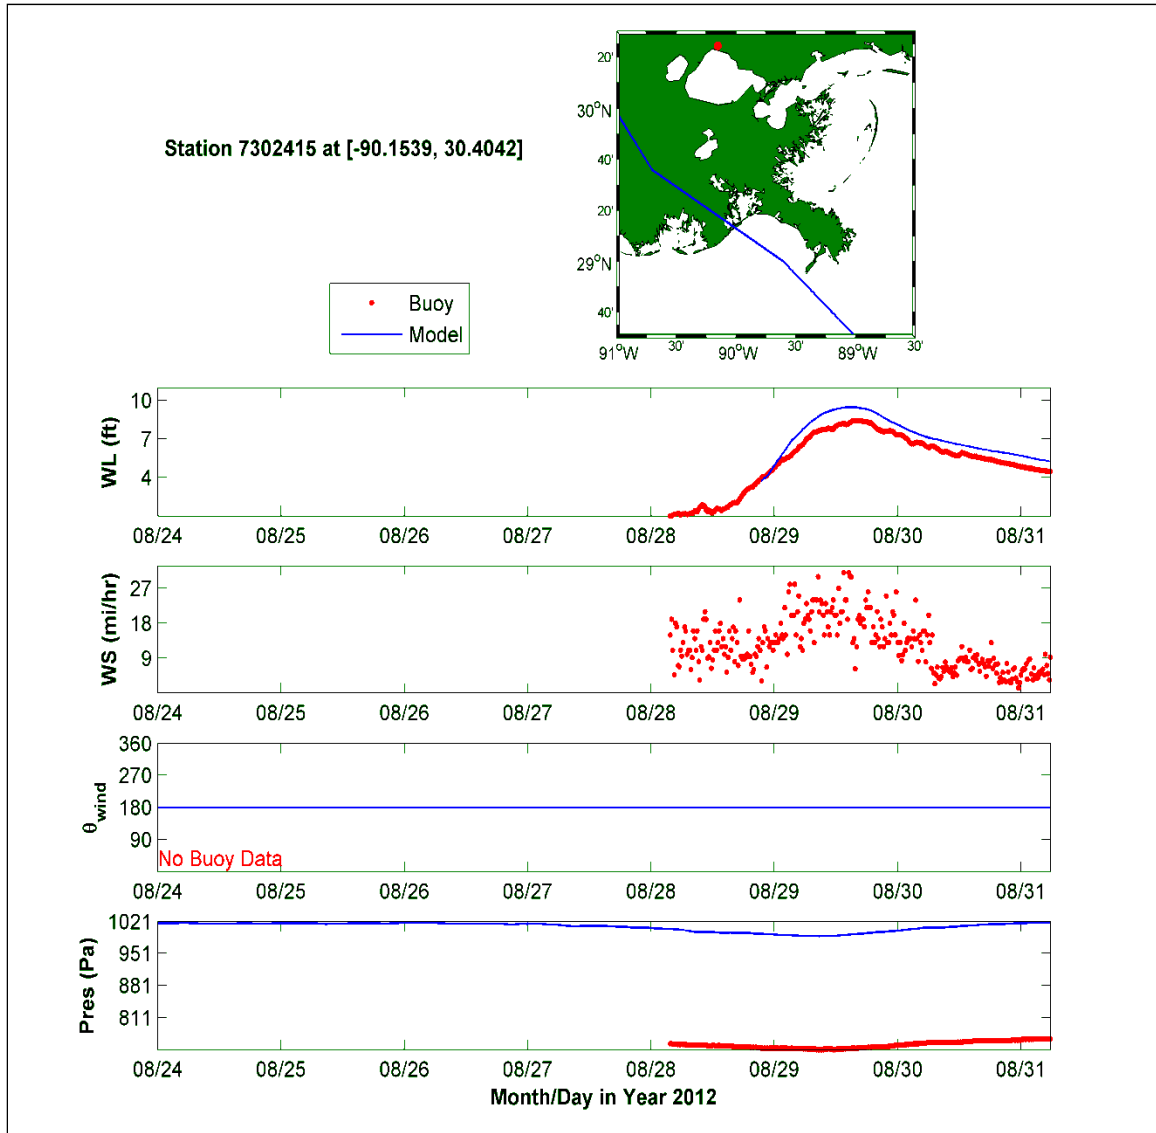 20'
30°N
40'
20'
29°N
40'
91°W
30'
90°W
30'
89°W
30'
Station 7302415 at [-90.1539, 30.4042]
Buoy
Model
WL (ft)
10
7
4
08/24 08/25 08/26 08/27 08/28 08/29 08/30 08/31
WS (mi/hr)
27
18
9
08/24 08/25 08/26 08/27 08/28 08/29 08/30 08/31
θwind
360
270
180
90
No Buoy Data
08/24 08/25 08/26 08/27 08/28 08/29 08/30 08/31
Pres (Pa)
1021
951
881
811
08/24 08/25 08/26 08/27 08/28 08/29 08/30 08/31
Month/Day in Year 2012